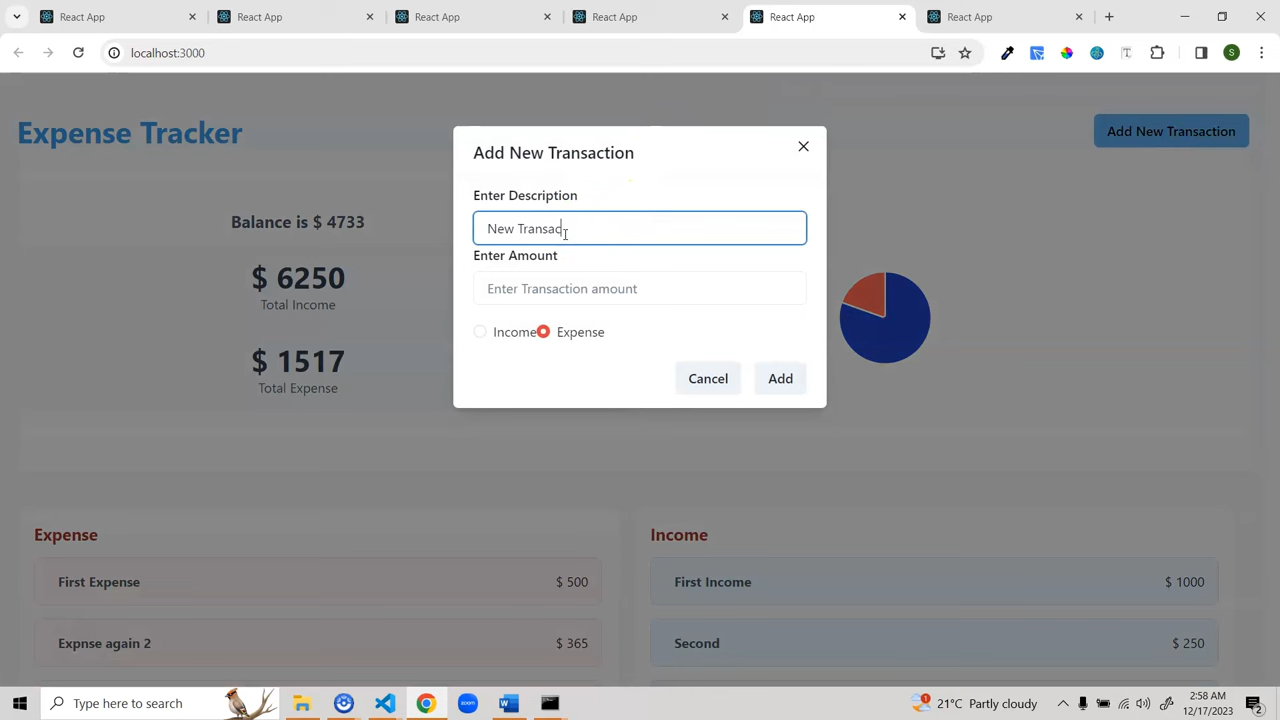 React App
React App
React App
React App
React App
React App
localhost:3000
S
Expense Tracker
Add New Transaction
Add New Transaction
Enter Description
New Transac
Enter Amount
Enter Transaction amount
Income Expense
Cancel Add
Balance is $ 4733
$ 6250
Total Income
$ 1517
Total Expense
Expense
First Expense $ 500
Expnse again 2 $ 365
Income
First Income $ 1000
Second $ 250
Type here to search
zoom
1
21°C Partly cloudy
2:58 AM
12/17/2023
2